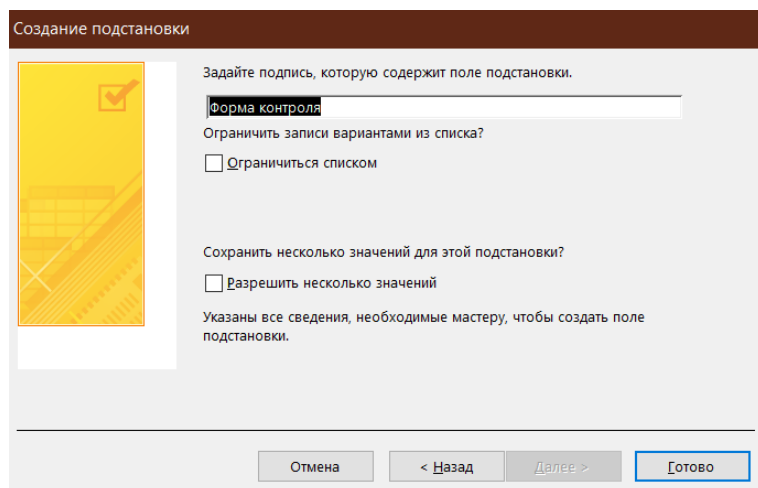 Создание подстановки
Задайте подпись, которую содержит поле подстановки.
Форма контроля
Ограничить записи вариантами из списка?
Ограничиться списком
Сохранить несколько значений для этой подстановки?
Разрешить несколько значений
Указаны все сведения, необходимые мастеру, чтобы создать поле
подстановки.
Отмена
< Назад
Далее >
Готово